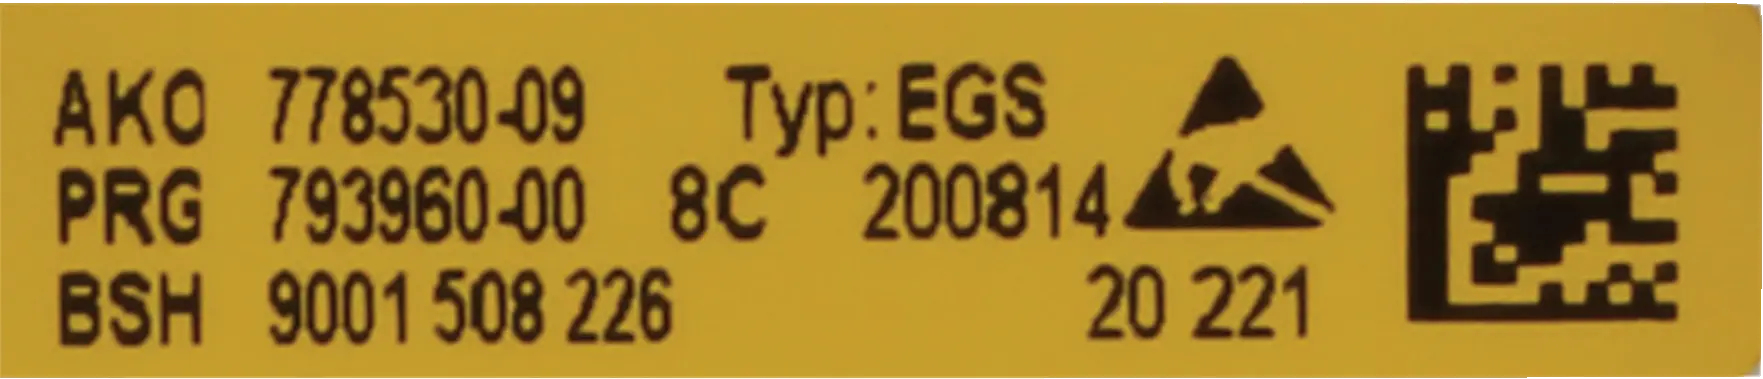 AKO 778530-09 Typ: EGS
PRG 793960-00 8C 200814
BSH 9001 508 226 20 221